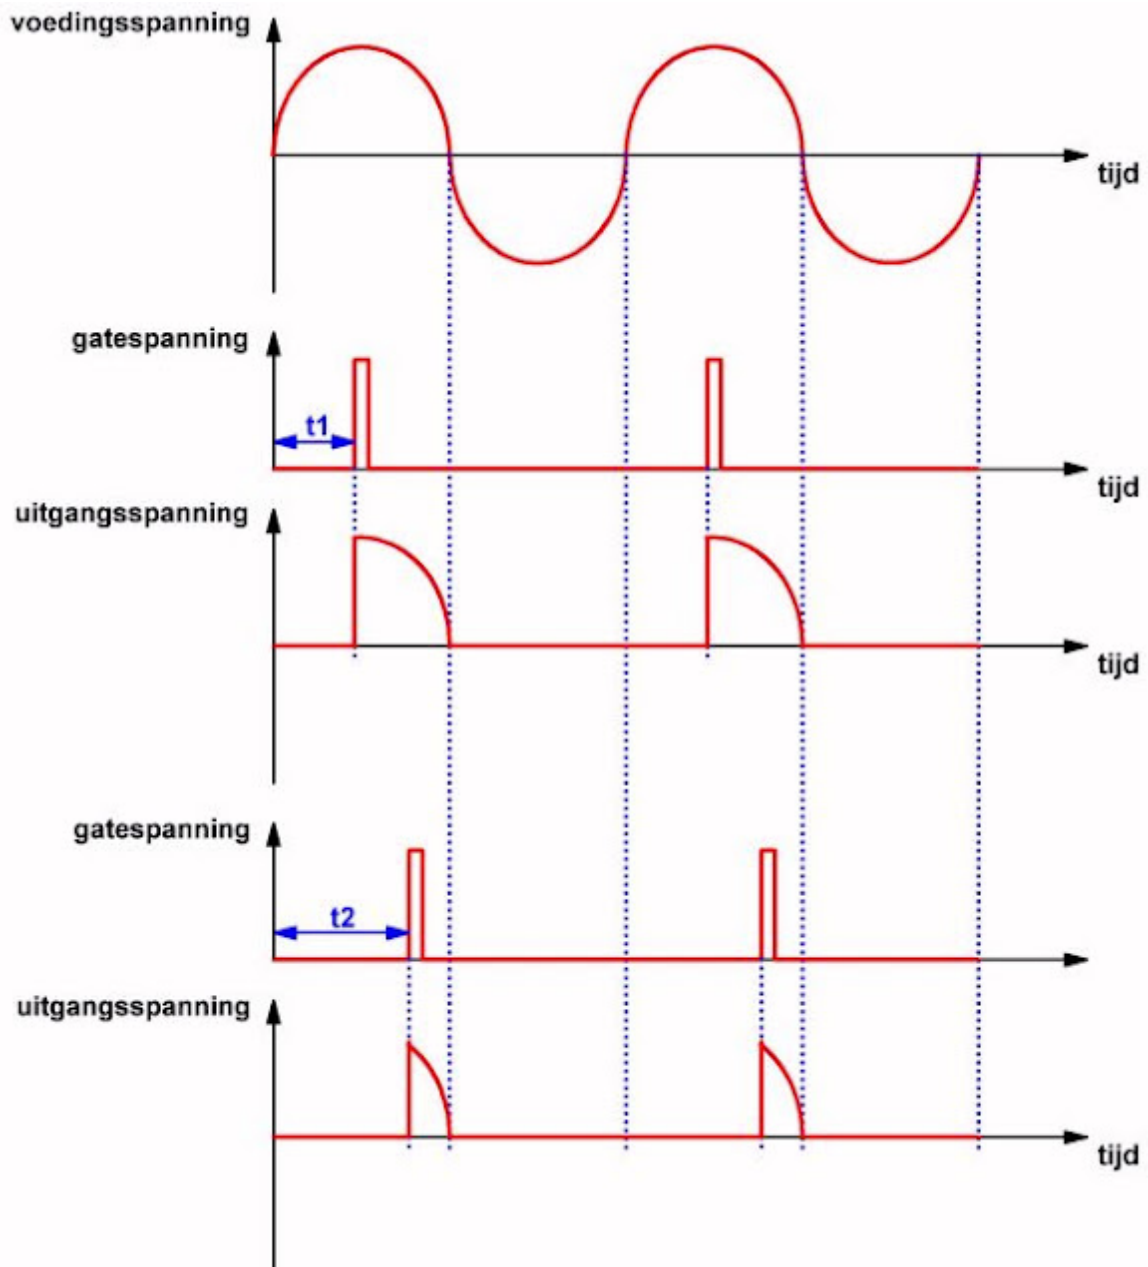 voedingsspanning
tijd
gatespanning
t1
tijd
uitgangsspanning
tijd
gatespanning
t2
uitgangsspanning
tijd